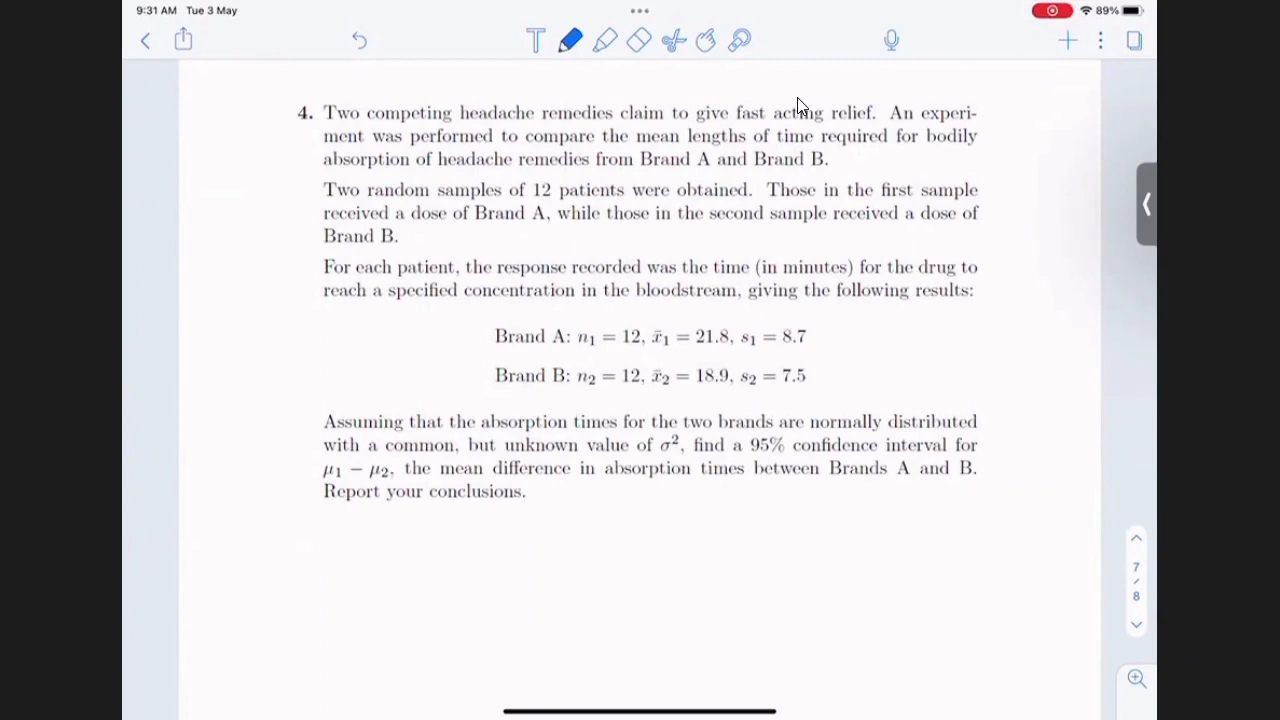 9:31 AM Tue 3 May
89%
4. Two competing headache remedies claim to give fast acting relief. An experi-
ment was performed to compare the mean lengths of time required for bodily
absorption of headache remedies from Brand A and Brand B.
Two random samples of 12 patients were obtained. Those in the first sample
received a dose of Brand A, while those in the second sample received a dose of
Brand B.
For each patient, the response recorded was the time (in minutes) for the drug to
reach a specified concentration in the bloodstream, giving the following results:
Brand A: n₁ = 12, x̄₁ = 21.8, s₁ = 8.7
Brand B: n₂ = 12, x̄₂ = 18.9, s₂ = 7.5
Assuming that the absorption times for the two brands are normally distributed
with a common, but unknown value of σ², find a 95% confidence interval for
μ₁ − μ₂, the mean difference in absorption times between Brands A and B.
Report your conclusions.
7
/
8